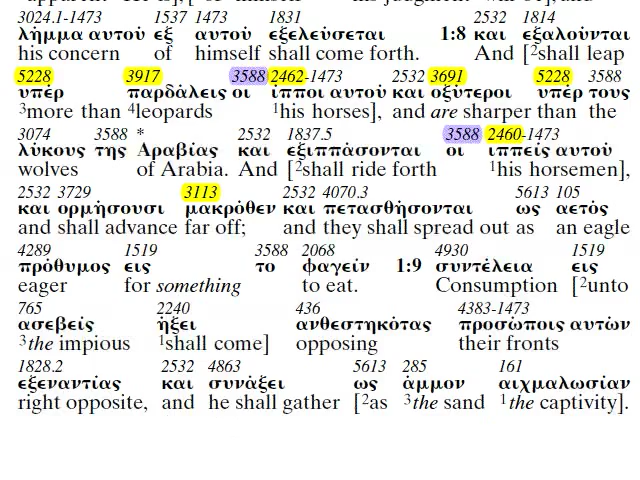 3024.1-1473 1537 1473 1831 2532 1814
λήμμα αυτού εξ αυτού εξελεύσεται 1:8 και εξαλούνται
his concern of himself shall come forth. And [²shall leap
5228 3917 3588 2462-1473 2532 3691 5228 3588
υπέρ παρδάλεις οι ίπποι αυτού και οξύτεροι υπέρ τους
³more than ⁴leopards ¹his horses], and are sharper than the
3074 3588 * 2532 1837.5 3588 2460-1473
λύκους της Αραβίας και εξιππάσονται οι ιππείς αυτού
wolves of Arabia. And [²shall ride forth ¹his horsemen],
2532 3729 3113 2532 4070.3 5613 105
και ορμήσουσι μακρόθεν και πετασθήσονται ως αετός
and shall advance far off; and they shall spread out as an eagle
4289 1519 3588 2068 4930 1519
πρόθυμος εις το φαγείν 1:9 συντέλεια εις
eager for something to eat. Consumption [²unto
765 2240 436 4383-1473
ασεβείς ήξει ανθεστηκότας προσώποις αυτών
³the impious ¹shall come] opposing their fronts
1828.2 2532 4863 5613 285 161
εξεναντίας και συνάξει ως άμμον αιχμαλωσίαν
right opposite, and he shall gather [²as ³the sand ¹the captivity].